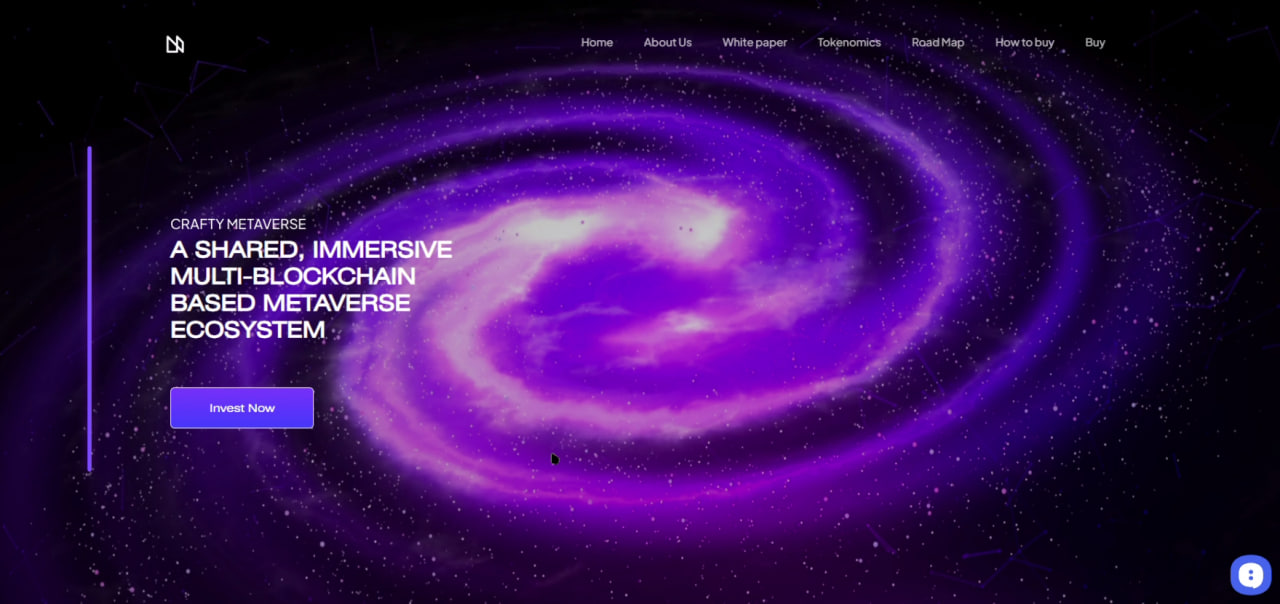 Home
About Us
White paper
Tokenomics
Road Map
How to buy
Buy
CRAFTY METAVERSE
A SHARED, IMMERSIVE
MULTI-BLOCKCHAIN
BASED METAVERSE
ECOSYSTEM
Invest Now